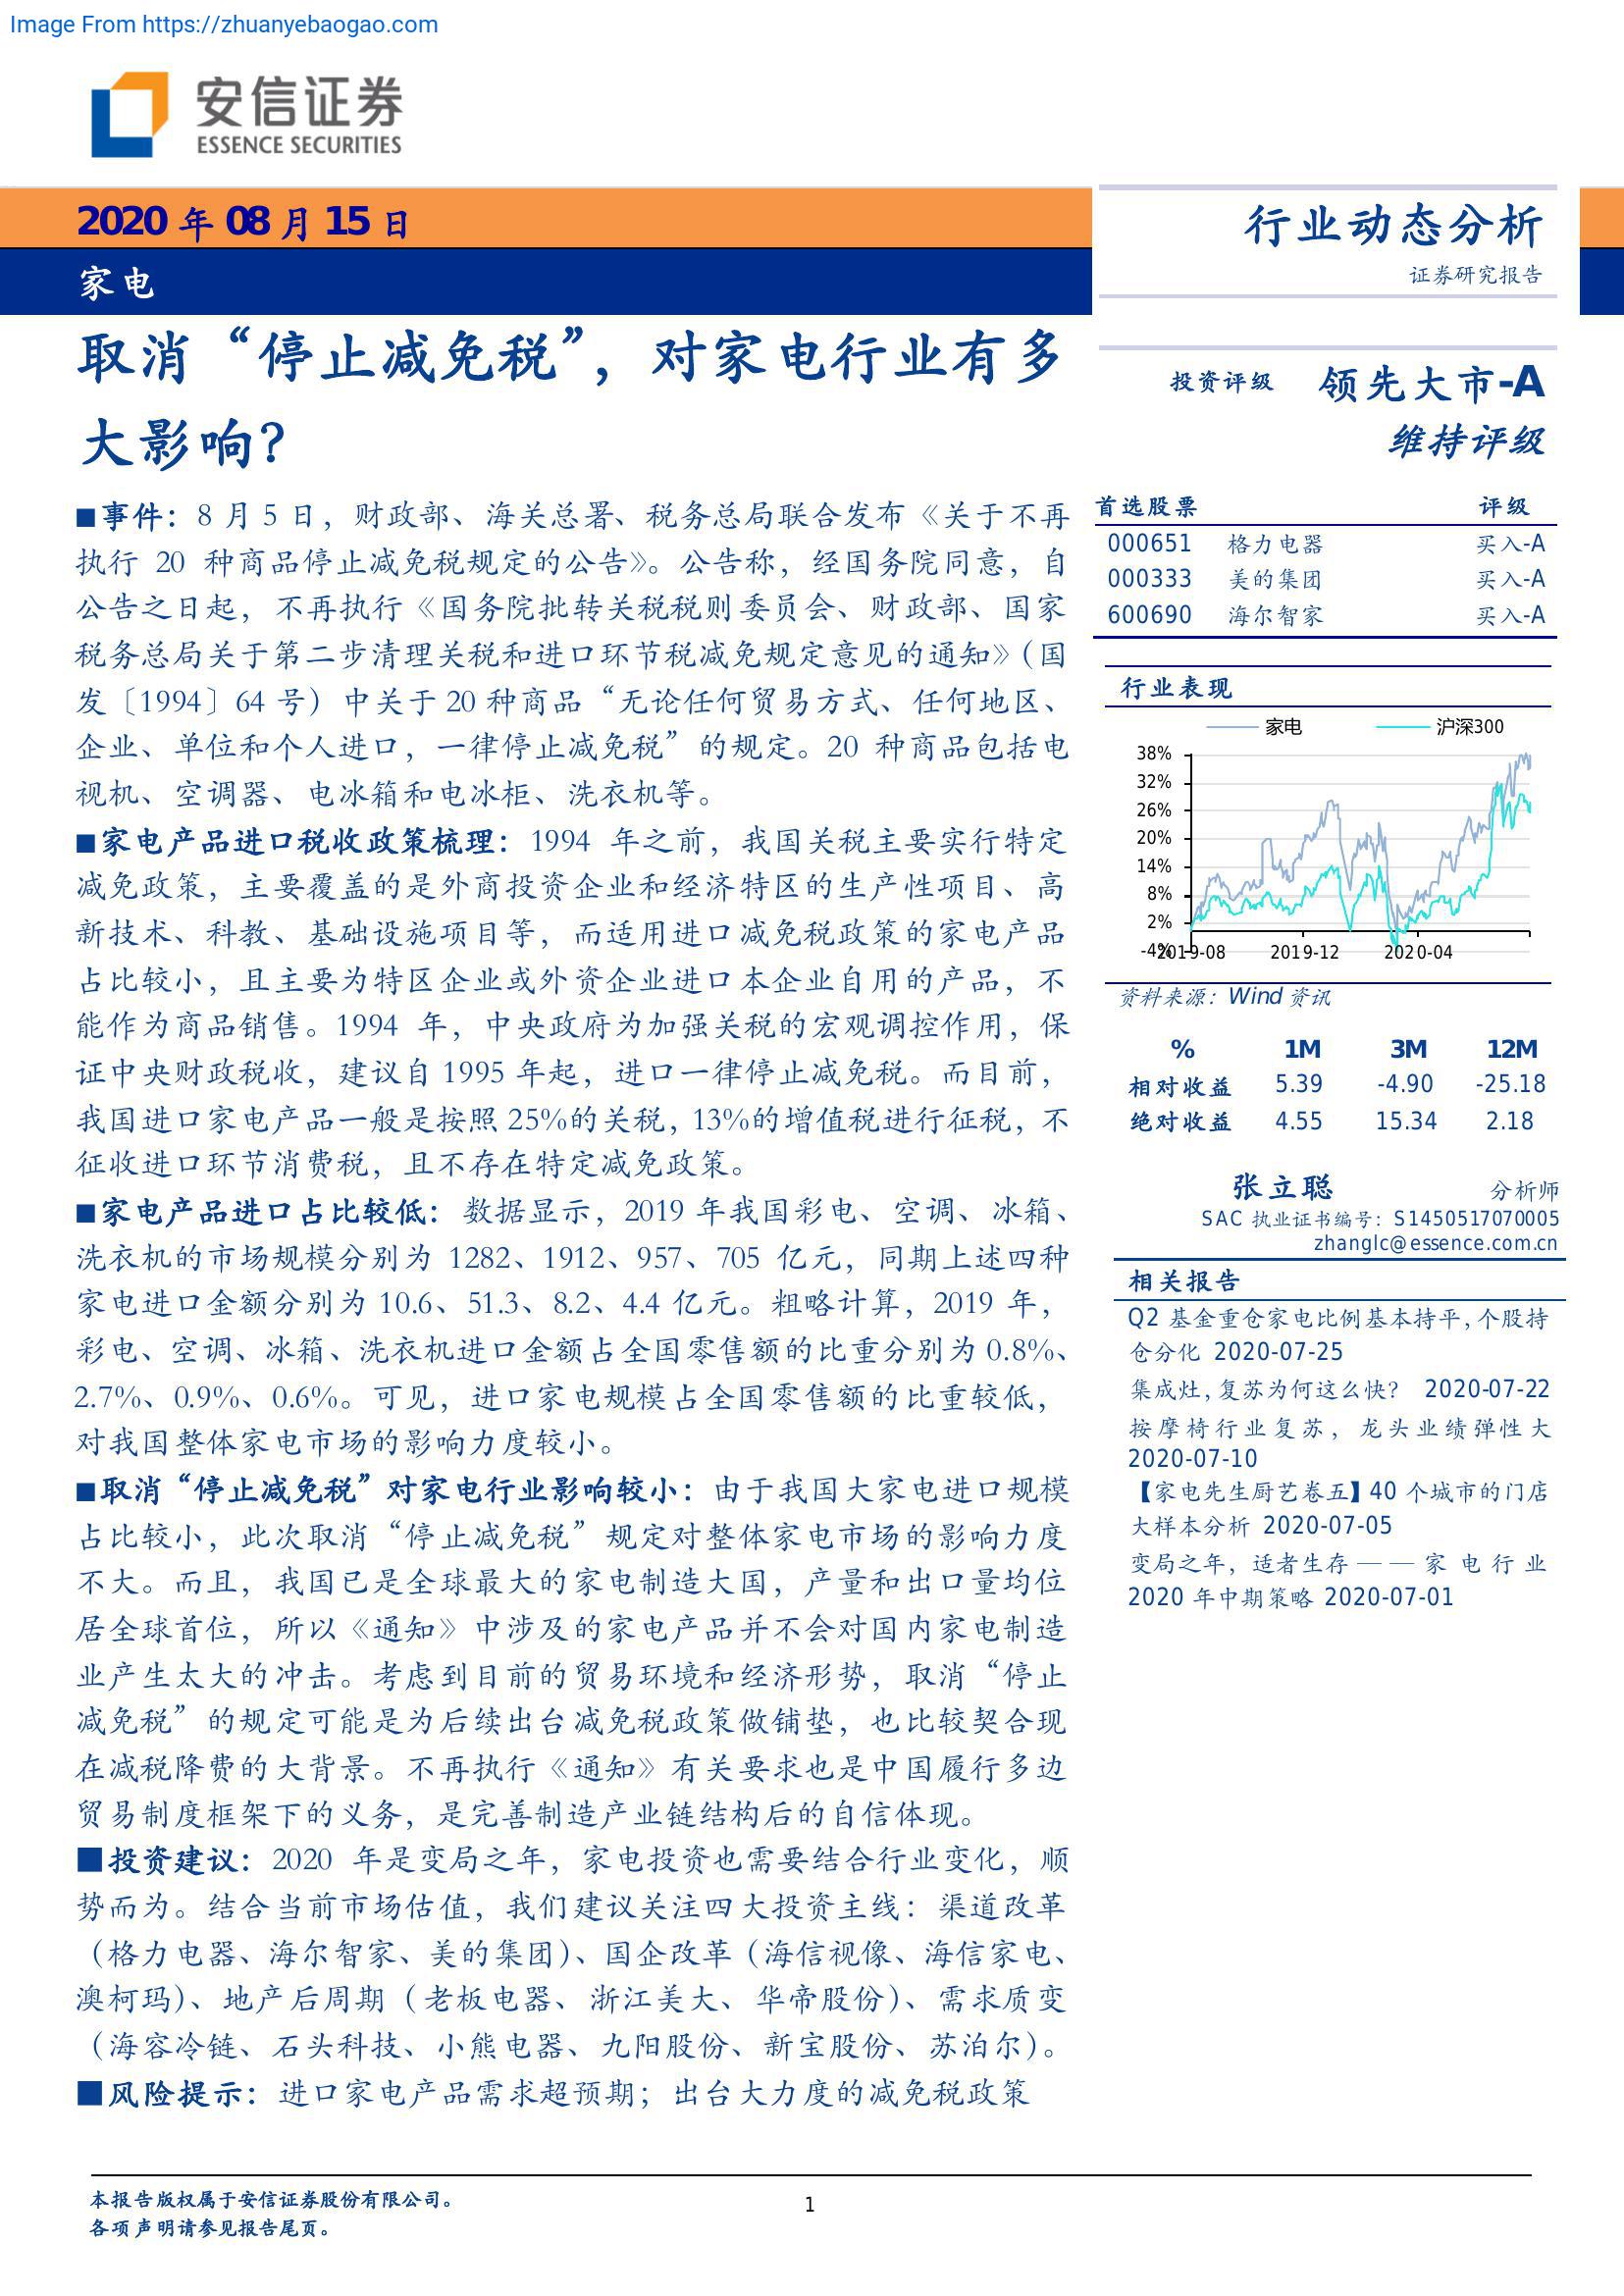 Image From https://zhuanyebaogao.com
安信证券
ESSENCE SECURITIES
2020 年 08 月 15 日
家电
行业动态分析
证券研究报告
取消“停止减免税”，对家电行业有多
大影响？
■事件：8 月 5 日，财政部、海关总署、税务总局联合发布《关于不再
执行 20 种商品停止减免税规定的公告》。公告称，经国务院同意，自
公告之日起，不再执行《国务院批转关税税则委员会、财政部、国家
税务总局关于第二步清理关税和进口环节税减免规定意见的通知》（国
发〔1994〕64 号）中关于 20 种商品“无论任何贸易方式、任何地区、
企业、单位和个人进口，一律停止减免税”的规定。20 种商品包括电
视机、空调器、电冰箱和电冰柜、洗衣机等。
■家电产品进口税收政策梳理：1994 年之前，我国关税主要实行特定
减免政策，主要覆盖的是外商投资企业和经济特区的生产性项目、高
新技术、科教、基础设施项目等，而适用进口减免税政策的家电产品
占比较小，且主要为特区企业或外资企业进口本企业自用的产品，不
能作为商品销售。1994 年，中央政府为加强关税的宏观调控作用，保
证中央财政税收，建议自 1995 年起，进口一律停止减免税。而目前，
我国进口家电产品一般是按照 25%的关税，13%的增值税进行征税，不
征收进口环节消费税，且不存在特定减免政策。
■家电产品进口占比较低：数据显示，2019 年我国彩电、空调、冰箱、
洗衣机的市场规模分别为 1282、1912、957、705 亿元，同期上述四种
家电进口金额分别为 10.6、51.3、8.2、4.4 亿元。粗略计算，2019 年，
彩电、空调、冰箱、洗衣机进口金额占全国零售额的比重分别为 0.8%、
2.7%、0.9%、0.6%。可见，进口家电规模占全国零售额的比重较低，
对我国整体家电市场的影响力度较小。
■取消“停止减免税”对家电行业影响较小：由于我国大家电进口规模
占比较小，此次取消“停止减免税”规定对整体家电市场的影响力度
不大。而且，我国已是全球最大的家电制造大国，产量和出口量均位
居全球首位，所以《通知》中涉及的家电产品并不会对国内家电制造
业产生太大的冲击。考虑到目前的贸易环境和经济形势，取消“停止
减免税”的规定可能是为后续出台减免税政策做铺垫，也比较契合现
在减税降费的大背景。不再执行《通知》有关要求也是中国履行多边
贸易制度框架下的义务，是完善制造产业链结构后的自信体现。
■投资建议：2020 年是变局之年，家电投资也需要结合行业变化，顺
势而为。结合当前市场估值，我们建议关注四大投资主线：渠道改革
（格力电器、海尔智家、美的集团）、国企改革（海信视像、海信家电、
澳柯玛）、地产后周期（老板电器、浙江美大、华帝股份）、需求质变
（海容冷链、石头科技、小熊电器、九阳股份、新宝股份、苏泊尔）。
■风险提示：进口家电产品需求超预期；出台大力度的减免税政策
投资评级 领先大市-A
维持评级
首选股票 评级
000651 格力电器 买入-A
000333 美的集团 买入-A
600690 海尔智家 买入-A
行业表现
家电 沪深300
38%
32%
26%
20%
14%
8%
2%
-4%
2019-08 2019-12 2020-04
资料来源：Wind 资讯
% 1M 3M 12M
相对收益 5.39 -4.90 -25.18
绝对收益 4.55 15.34 2.18
张立聪 分析师
SAC 执业证书编号：S1450517070005
zhanglc@essence.com.cn
相关报告
Q2 基金重仓家电比例基本持平，个股持
仓分化 2020-07-25
集成灶，复苏为何这么快？ 2020-07-22
按摩椅行业复苏，龙头业绩弹性大
2020-07-10
【家电先生厨艺卷五】40 个城市的门店
大样本分析 2020-07-05
变局之年，适者生存——家电行业
2020 年中期策略 2020-07-01
本报告版权属于安信证券股份有限公司。
各项声明请参见报告尾页。
1